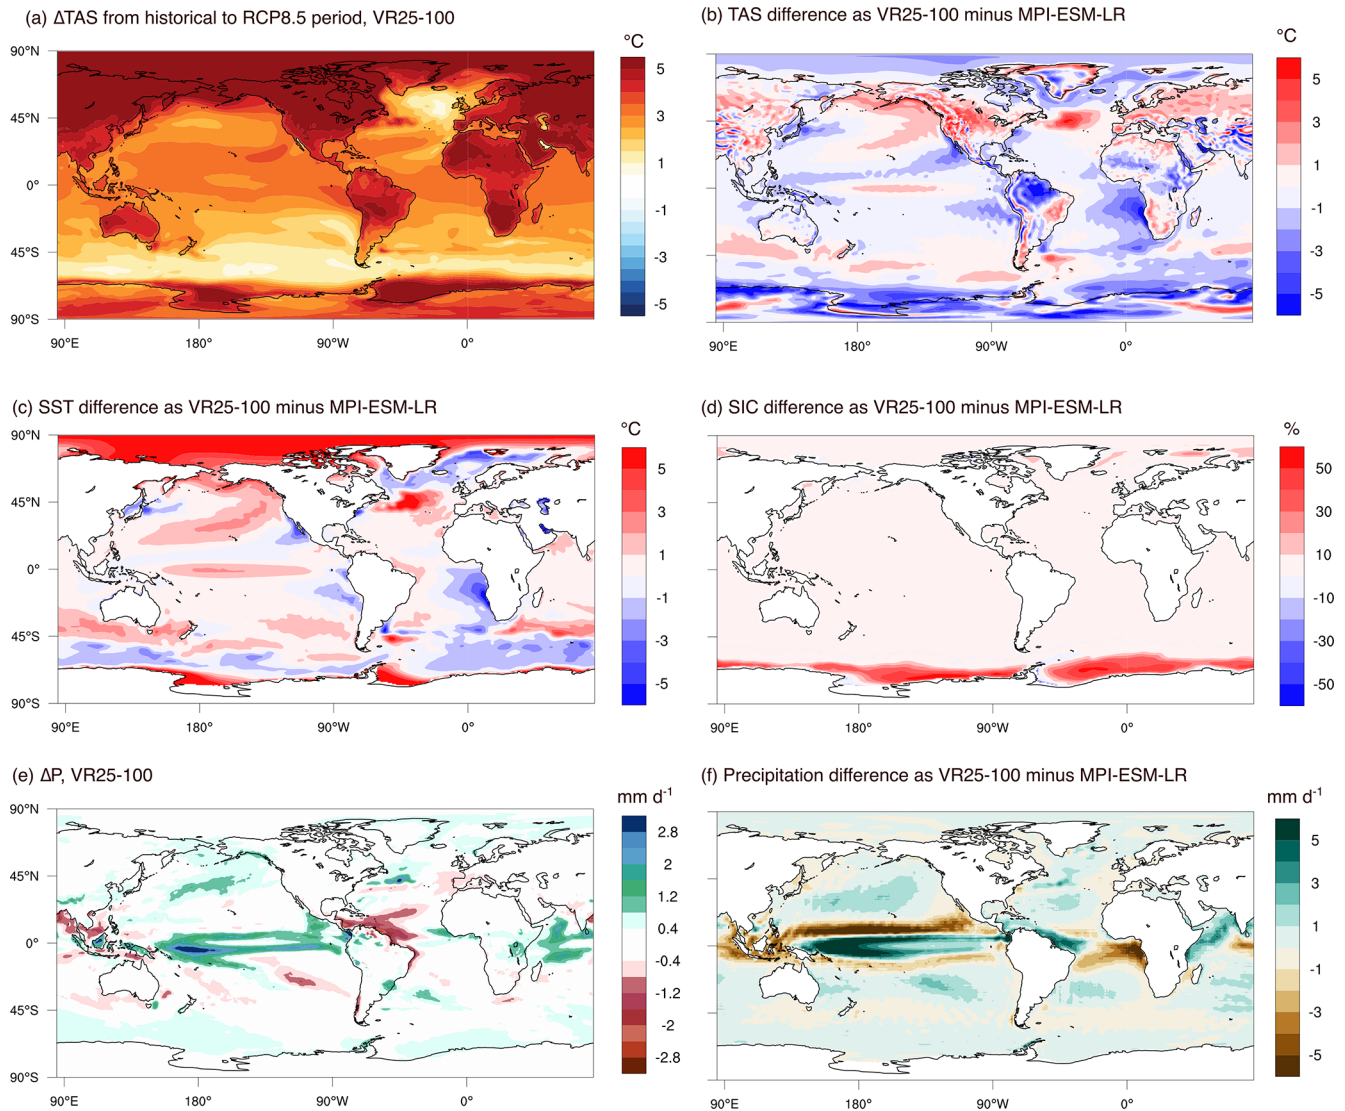 (a) ΔTAS from historical to RCP8.5 period, VR25-100
(b) TAS difference as VR25-100 minus MPI-ESM-LR
°C
°C
90°N
45°N
0°
45°S
90°S
5
3
1
-1
-3
-5
5
3
1
-1
-3
-5
90°E
180°
90°W
0°
90°E
180°
90°W
0°
(c) SST difference as VR25-100 minus MPI-ESM-LR
(d) SIC difference as VR25-100 minus MPI-ESM-LR
°C
%
90°N
45°N
0°
45°S
90°S
5
3
1
-1
-3
-5
50
30
10
-10
-30
-50
90°E
180°
90°W
0°
90°E
180°
90°W
0°
(e) ΔP, VR25-100
(f) Precipitation difference as VR25-100 minus MPI-ESM-LR
mm d-1
mm d-1
90°N
45°N
0°
45°S
90°S
2.8
2
1.2
0.4
-0.4
-1.2
-2
-2.8
5
3
1
-1
-3
-5
90°E
180°
90°W
0°
90°E
180°
90°W
0°